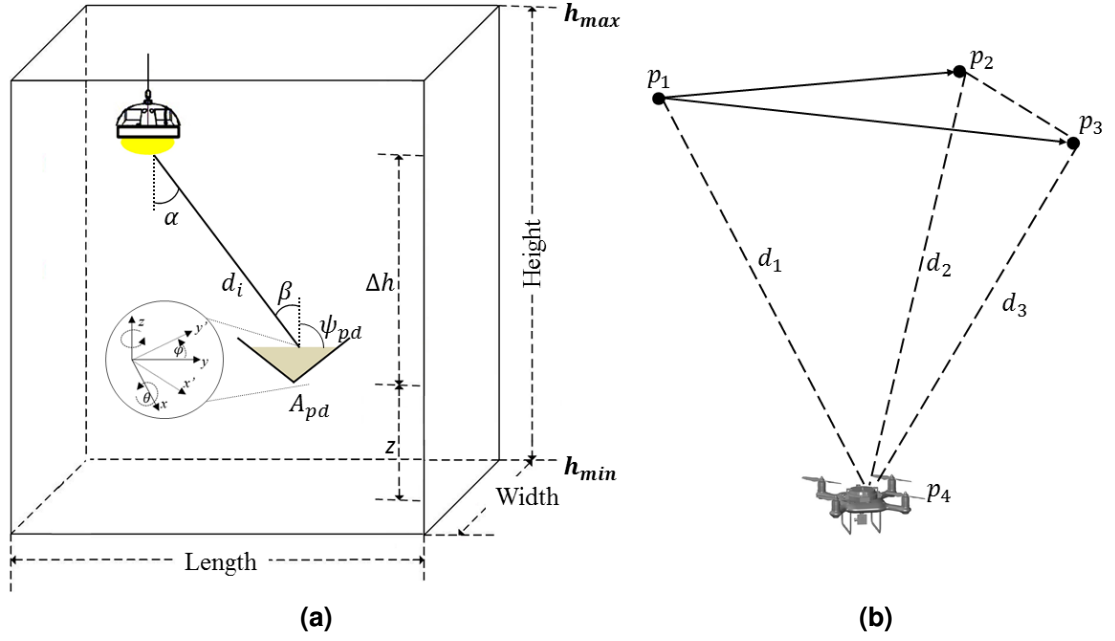 h_max
α
d_i
β
Δh
ψ_pd
Height
z
y'
φ
y
x'
θ
x
A_pd
z
h_min
Width
Length
(a)
p_1
p_2
p_3
d_1
d_2
d_3
p_4
(b)